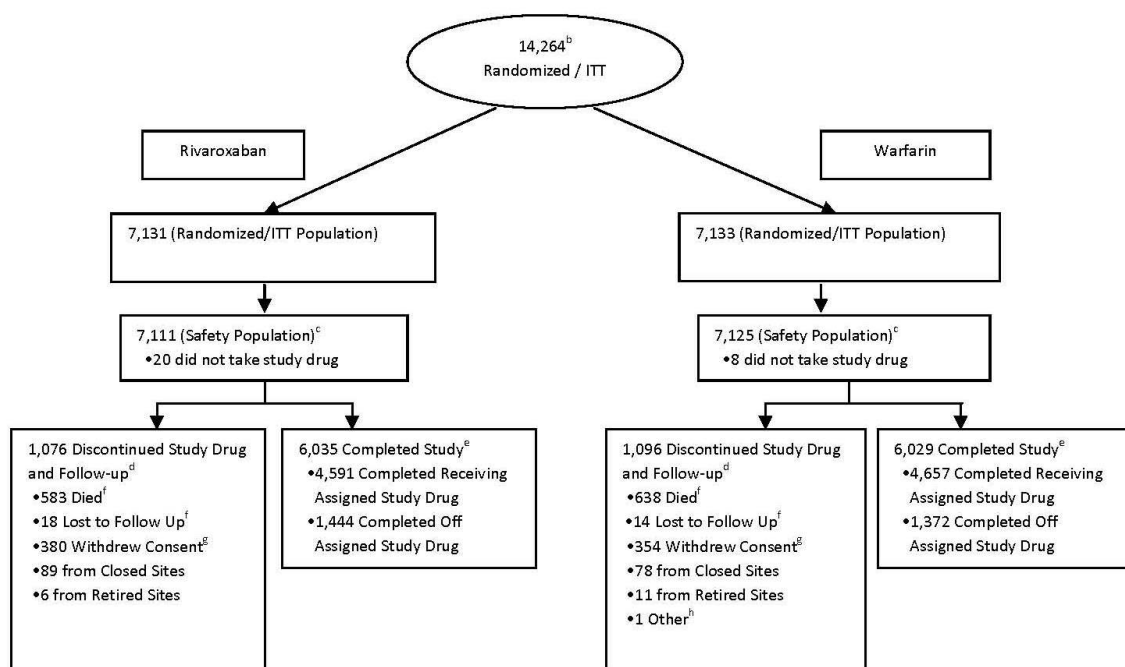 14,264b
Randomized / ITT
Rivaroxaban
Warfarin
7,131 (Randomized/ITT Population)
7,133 (Randomized/ITT Population)
7,111 (Safety Population)c
•20 did not take study drug
7,125 (Safety Population)c
•8 did not take study drug
1,076 Discontinued Study Drug
and Follow-upd
•583 Diedf
•18 Lost to Follow Upf
•380 Withdrew Consentg
•89 from Closed Sites
•6 from Retired Sites
6,035 Completed Studye
•4,591 Completed Receiving
Assigned Study Drug
•1,444 Completed Off
Assigned Study Drug
1,096 Discontinued Study Drug
and Follow-upd
•638 Diedf
•14 Lost to Follow Upf
•354 Withdrew Consentg
•78 from Closed Sites
•11 from Retired Sites
•1 Otherh
6,029 Completed Studye
•4,657 Completed Receiving
Assigned Study Drug
•1,372 Completed Off
Assigned Study Drug